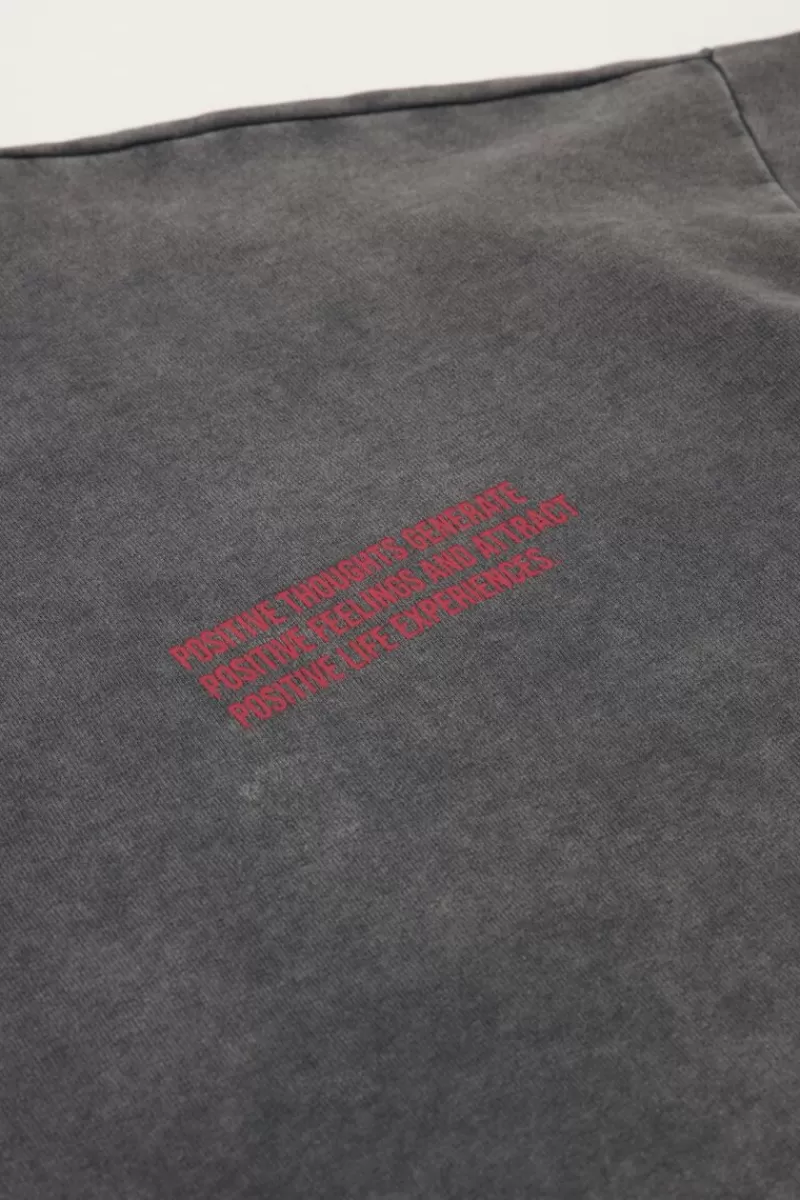 POSITIVE THOUGHTS GENERATE
POSITIVE FEELINGS AND ATTRACT
POSITIVE LIFE EXPERIENCES.